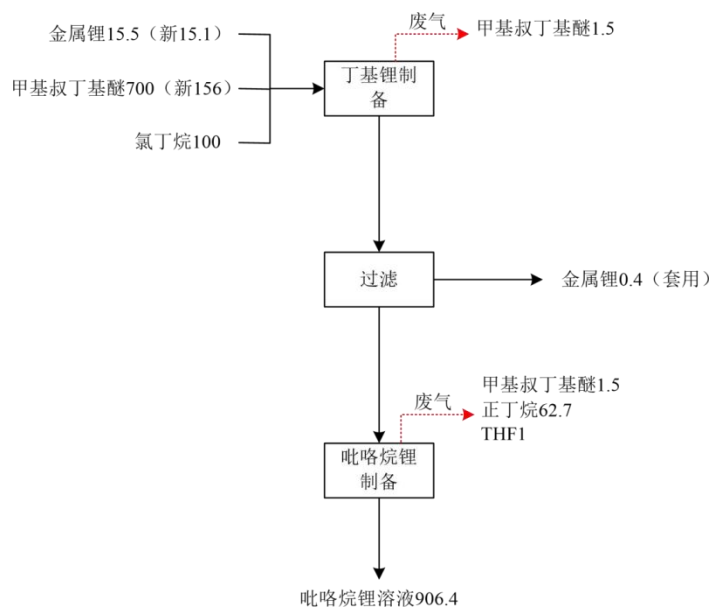 金属锂15.5（新15.1）
废气
甲基叔丁基醚1.5
甲基叔丁基醚700（新156）
丁基锂制
备
氯丁烷100
过滤
金属锂0.4（套用）
废气
甲基叔丁基醚1.5
正丁烷62.7
THF1
吡咯烷锂
制备
吡咯烷锂溶液906.4